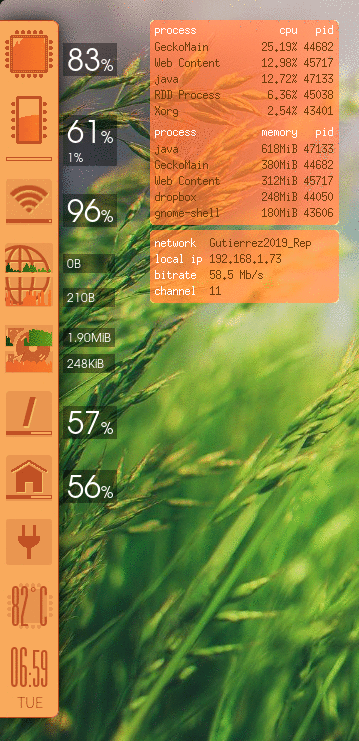 83%
61%
1%
96%
0B
210B
1.90MiB
248KiB
/
57%
56%
82°C
06:59
TUE
process cpu pid
GeckoMain 25.19% 44682
Web Content 12.98% 45717
java 12.72% 47133
RDD Process 6.36% 45038
Xorg 2.54% 43401
process memory pid
java 618MiB 47133
GeckoMain 380MiB 44682
Web Content 312MiB 45717
dropbox 248MiB 44050
gnome-shell 180MiB 43606
network Gutierrez2019_Rep
local ip 192.168.1.73
bitrate 58.5 Mb/s
channel 11